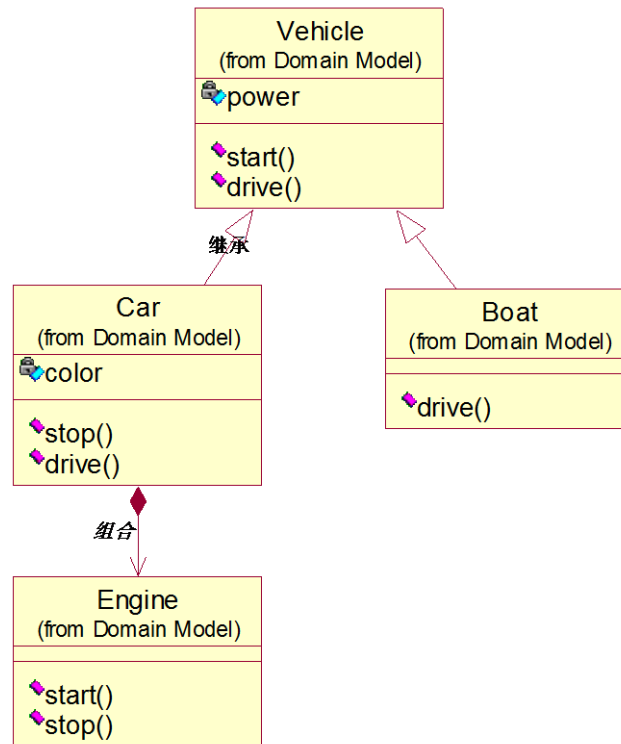 Vehicle
(from Domain Model)
power
start()
drive()
继承
Car
(from Domain Model)
color
stop()
drive()
Boat
(from Domain Model)
drive()
组合
Engine
(from Domain Model)
start()
stop()